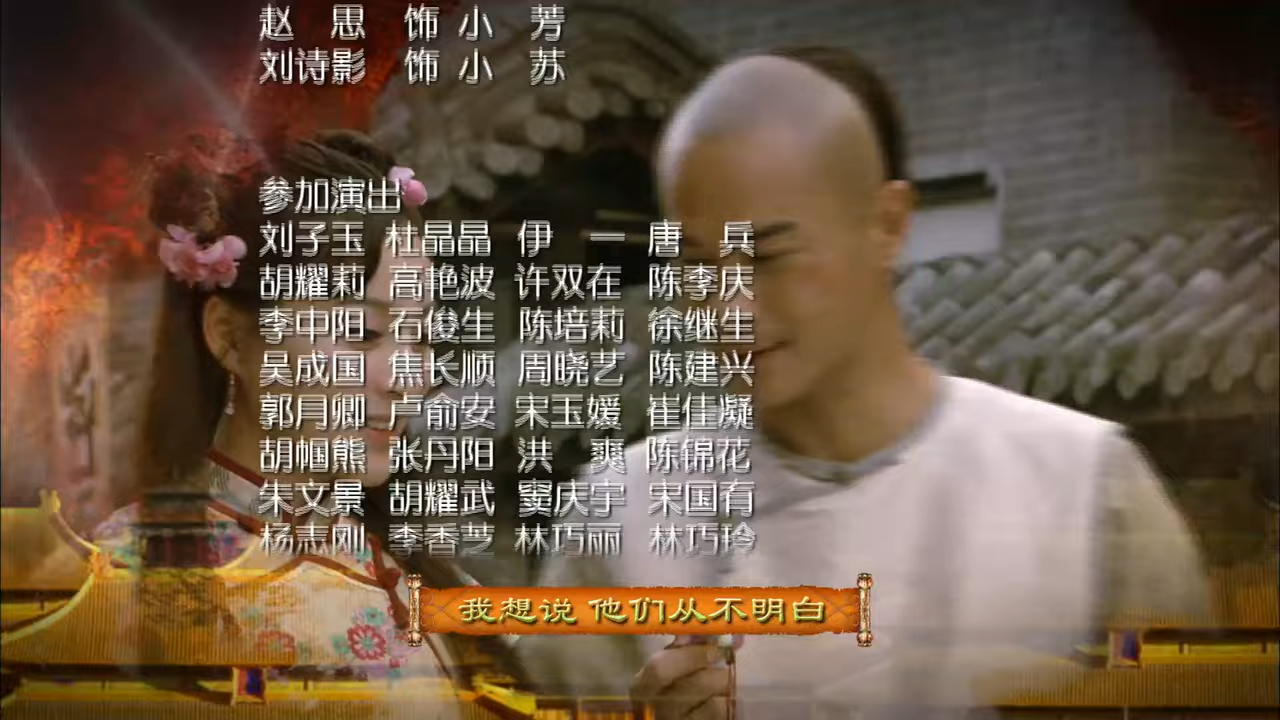 赵 思 饰 小 芳
刘诗影 饰 小 苏
参加演出
刘子玉 杜晶晶 伊 一 唐 兵
胡耀莉 高艳波 许双在 陈李庆
李中阳 石俊生 陈培莉 徐继生
吴成国 焦长顺 周晓艺 陈建兴
郭月卿 卢俞安 宋玉媛 崔佳凝
胡帼熊 张丹阳 洪 爽 陈锦花
朱文景 胡耀武 窦庆宇 宋国有
杨志刚 李香芝 林巧丽 林巧玲
我想说 他们从不明白